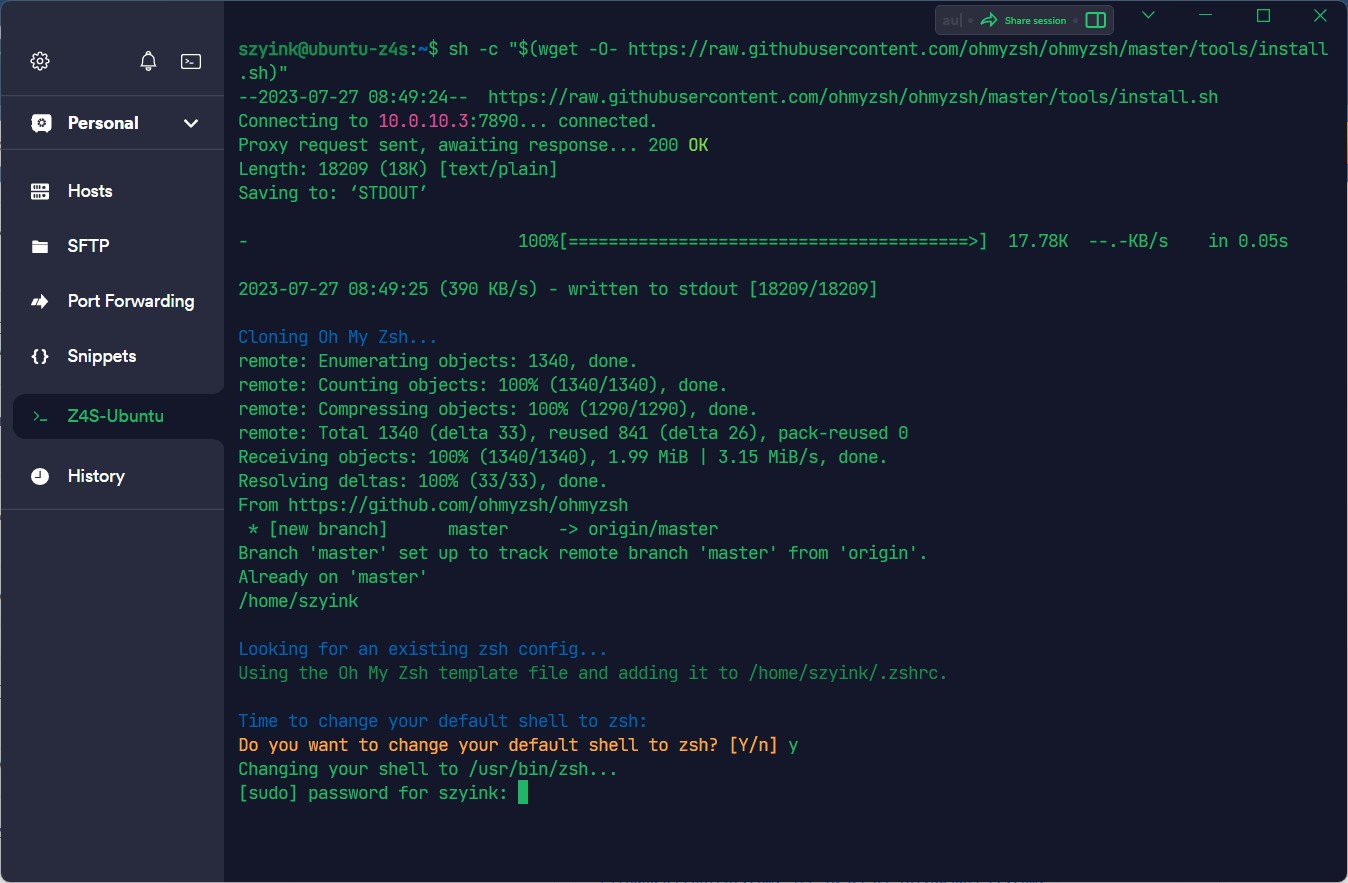 au| • Share session •
Personal
Hosts
SFTP
Port Forwarding
{} Snippets
>_ Z4S-Ubuntu
History
szyink@ubuntu-z4s:~$ sh -c "$(wget -O- https://raw.githubusercontent.com/ohmyzsh/ohmyzsh/master/tools/install
.sh)"
--2023-07-27 08:49:24--  https://raw.githubusercontent.com/ohmyzsh/ohmyzsh/master/tools/install.sh
Connecting to 10.0.10.3:7890... connected.
Proxy request sent, awaiting response... 200 OK
Length: 18209 (18K) [text/plain]
Saving to: ‘STDOUT’
-                           100%[========================================>]  17.78K  --.-KB/s    in 0.05s
2023-07-27 08:49:25 (390 KB/s) - written to stdout [18209/18209]
Cloning Oh My Zsh...
remote: Enumerating objects: 1340, done.
remote: Counting objects: 100% (1340/1340), done.
remote: Compressing objects: 100% (1290/1290), done.
remote: Total 1340 (delta 33), reused 841 (delta 26), pack-reused 0
Receiving objects: 100% (1340/1340), 1.99 MiB | 3.15 MiB/s, done.
Resolving deltas: 100% (33/33), done.
From https://github.com/ohmyzsh/ohmyzsh
 * [new branch]      master     -> origin/master
Branch 'master' set up to track remote branch 'master' from 'origin'.
Already on 'master'
/home/szyink
Looking for an existing zsh config...
Using the Oh My Zsh template file and adding it to /home/szyink/.zshrc.
Time to change your default shell to zsh:
Do you want to change your default shell to zsh? [Y/n] y
Changing your shell to /usr/bin/zsh...
[sudo] password for szyink: